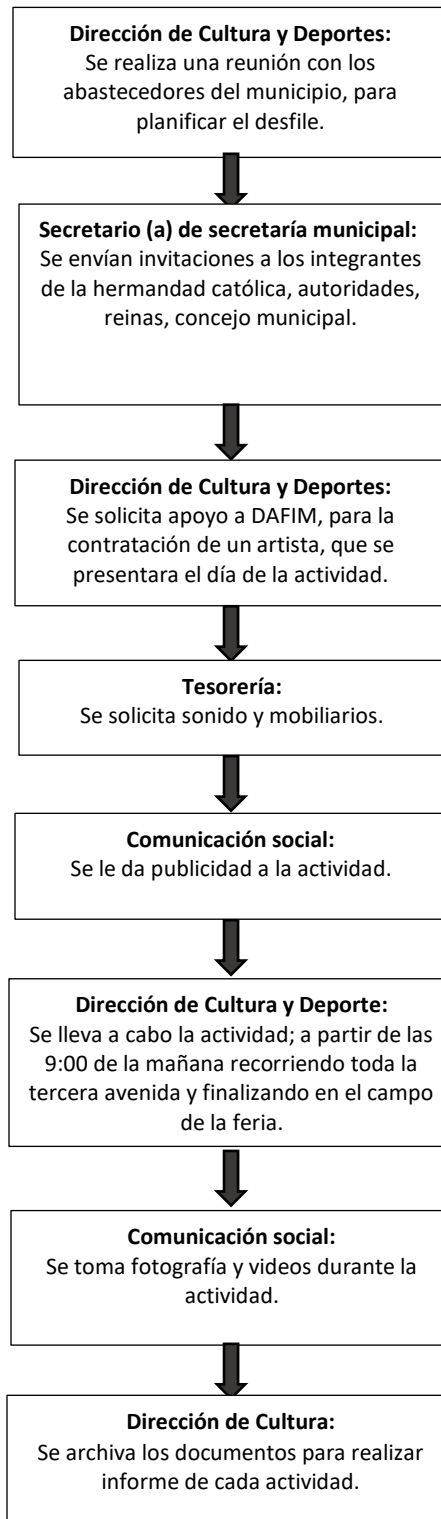 Dirección de Cultura y Deportes:
Se realiza una reunión con los
abastecedores del municipio, para
planificar el desfile.
Secretario (a) de secretaría municipal:
Se envían invitaciones a los integrantes
de la hermandad católica, autoridades,
reinas, concejo municipal.
Dirección de Cultura y Deportes:
Se solicita apoyo a DAFIM, para la
contratación de un artista, que se
presentara el día de la actividad.
Tesorería:
Se solicita sonido y mobiliarios.
Comunicación social:
Se le da publicidad a la actividad.
Dirección de Cultura y Deporte:
Se lleva a cabo la actividad; a partir de las
9:00 de la mañana recorriendo toda la
tercera avenida y finalizando en el campo
de la feria.
Comunicación social:
Se toma fotografía y videos durante la
actividad.
Dirección de Cultura:
Se archiva los documentos para realizar
informe de cada actividad.